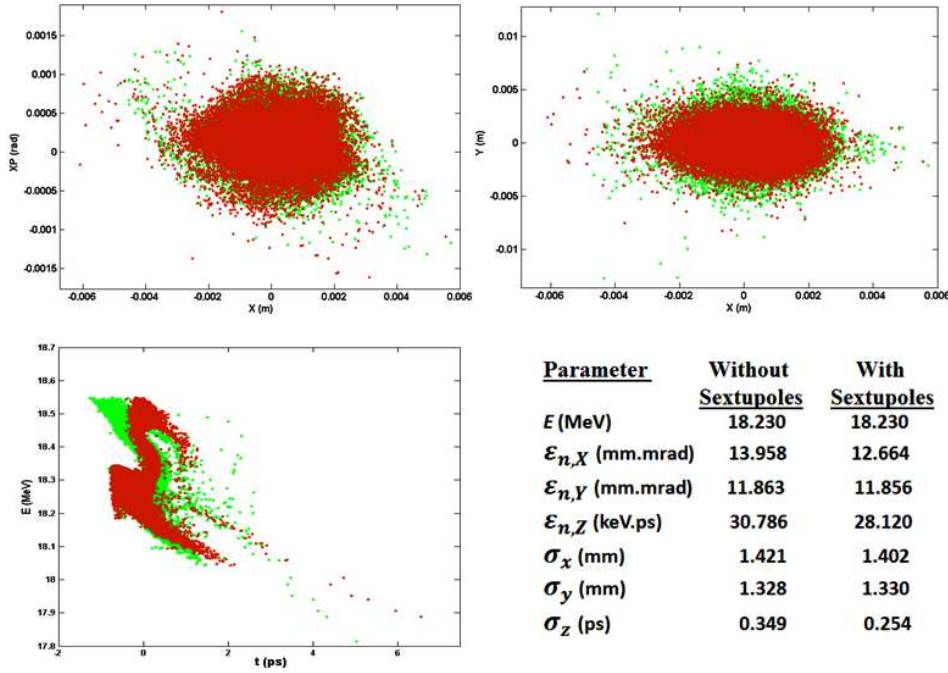 0.0015
0.001
0.0005
0
-0.0005
-0.001
-0.0015
XP (rad)
-0.006 -0.004 -0.002 0 0.002 0.004 0.006
X (m)
0.01
0.005
0
-0.005
-0.01
Y (m)
-0.006 -0.004 -0.002 0 0.002 0.004 0.006
X (m)
18.7
18.6
18.5
18.4
18.3
18.2
18.1
18
17.9
17.8
E (MeV)
-2 0 2 4 6
t (ps)
Parameter Without With
Sextupoles Sextupoles
E (MeV) 18.230 18.230
εn,X (mm.mrad) 13.958 12.664
εn,Y (mm.mrad) 11.863 11.856
εn,Z (keV.ps) 30.786 28.120
σx (mm) 1.421 1.402
σy (mm) 1.328 1.330
σz (ps) 0.349 0.254